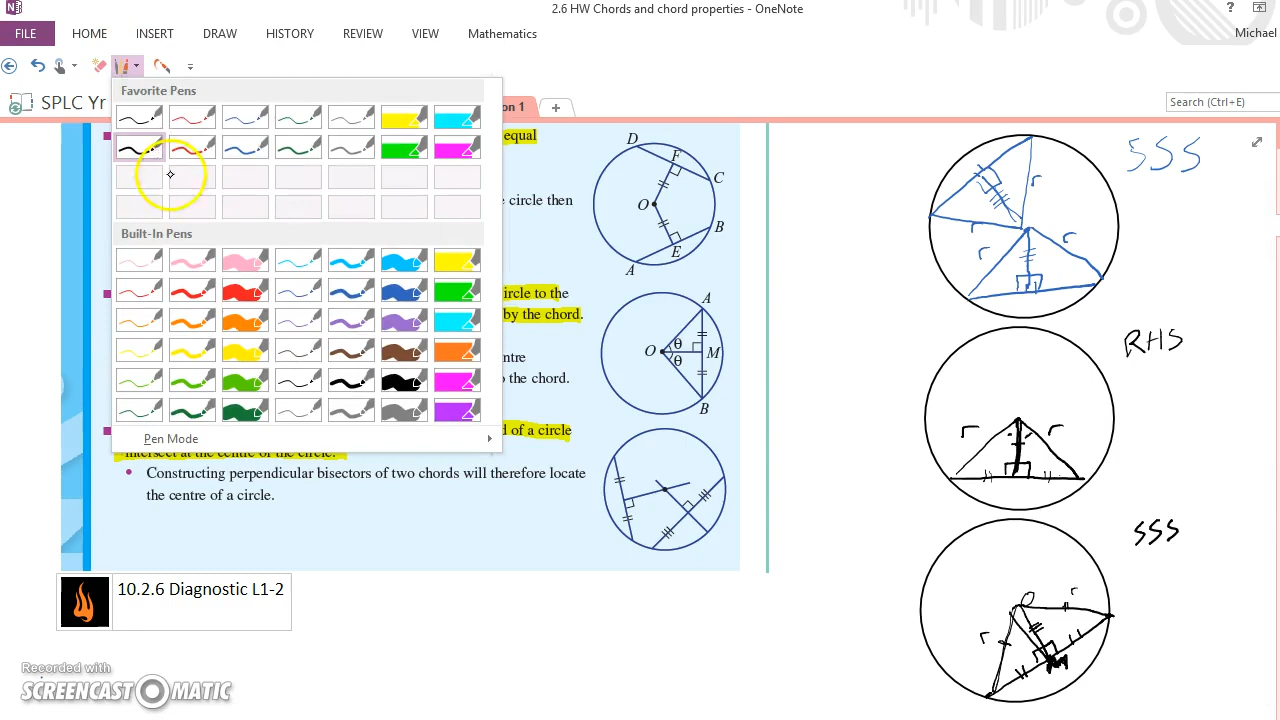 2.6 HW Chords and chord properties - OneNote
?
FILE HOME INSERT DRAW HISTORY REVIEW VIEW Mathematics Michael
SPLC Yr
on 1 +
Search (Ctrl+E)
Favorite Pens
Built-In Pens
Pen Mode
equal
e circle then
ircle to the
by the chord.
ntre
o the chord.
d of a circle
intersect at the centre of the circle.
• Constructing perpendicular bisectors of two chords will therefore locate
the centre of a circle.
D F C O B E A
A O θ θ M B
SSS
r r r r
RHS
r r
SSS
O r r M
10.2.6 Diagnostic L1-2
Recorded with
SCREENCAST MATIC